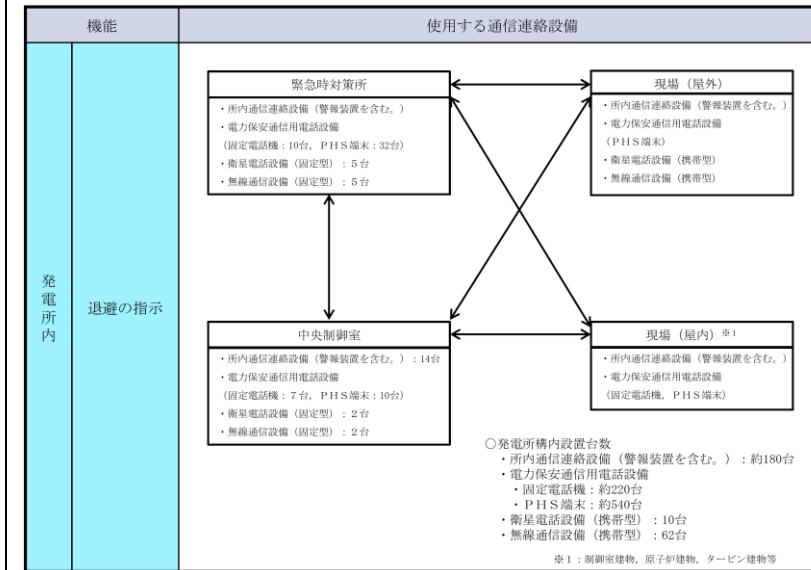 機能
使用する通信連絡設備
発電所内
退避の指示
緊急時対策所
・所内通信連絡設備（警報装置を含む。）
・電力保安通信用電話設備
（固定電話機：10台，ＰＨＳ端末：32台）
・衛星電話設備（固定型）：５台
・無線通信設備（固定型）：５台
現場（屋外）
・所内通信連絡設備（警報装置を含む。）
・電力保安通信用電話設備
（ＰＨＳ端末）
・衛星電話設備（携帯型）
・無線通信設備（携帯型）
中央制御室
・所内通信連絡設備（警報装置を含む。）：14台
・電力保安通信用電話設備
（固定電話機：７台，ＰＨＳ端末：10台）
・衛星電話設備（固定型）：２台
・無線通信設備（固定型）：２台
現場（屋内）※１
・所内通信連絡設備（警報装置を含む。）
・電力保安通信用電話設備
（固定電話機，ＰＨＳ端末）
○発電所構内設置台数
・所内通信連絡設備（警報装置を含む。）：約180台
・電力保安通信用電話設備
・固定電話機：約220台
・ＰＨＳ端末：約540台
・衛星電話設備（携帯型）：10台
・無線通信設備（携帯型）：62台
※１：制御室建物，原子炉建物，タービン建物等